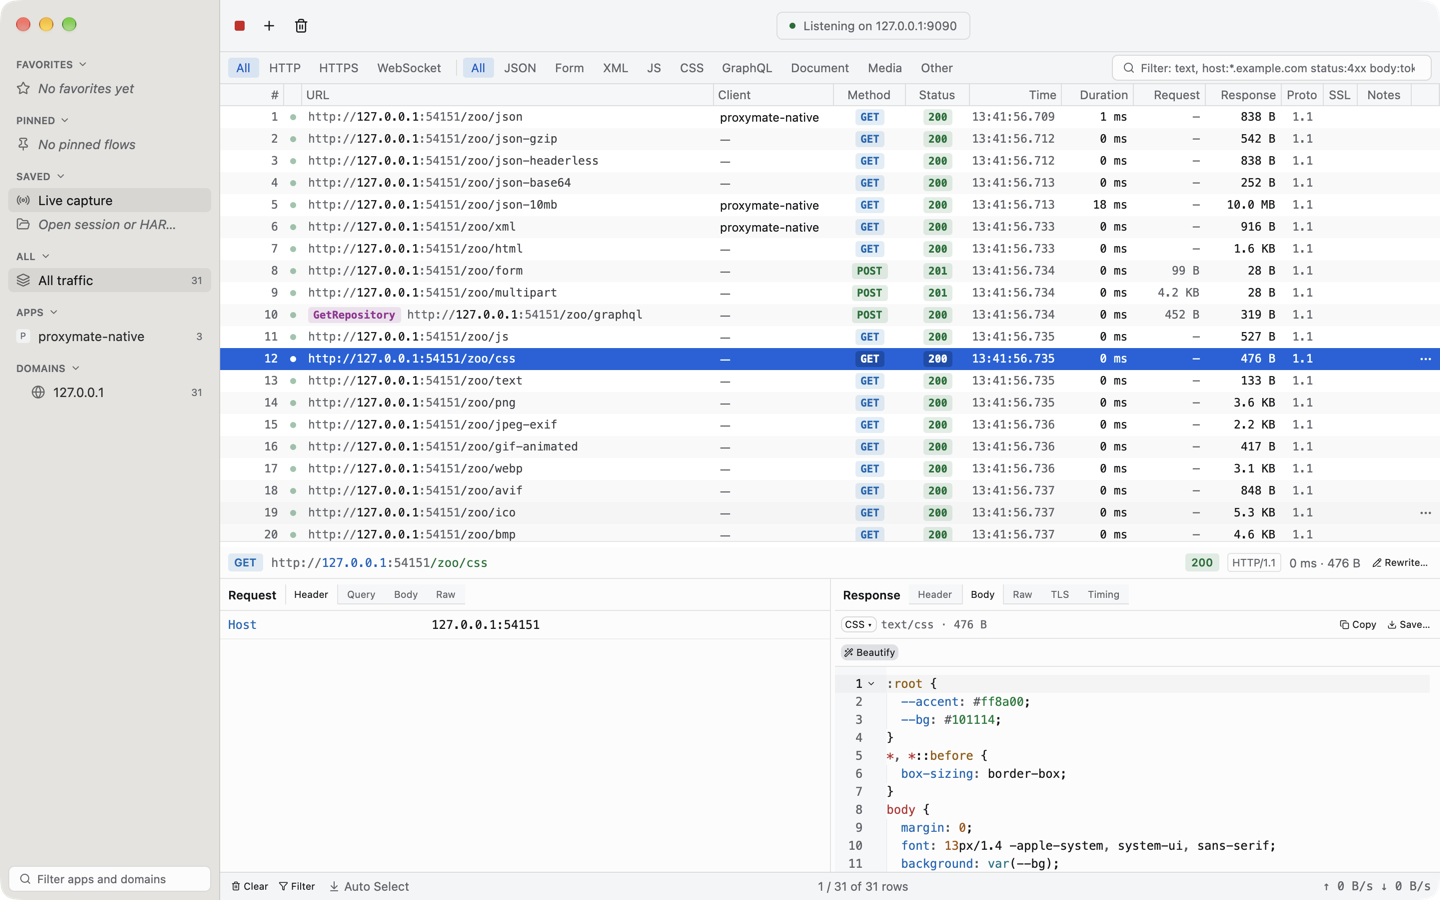 Listening on 127.0.0.1:9090
FAVORITES
No favorites yet
PINNED
No pinned flows
SAVED
Live capture
Open session or HAR...
ALL
All traffic 31
APPS
P proxymate-native 3
DOMAINS
127.0.0.1 31
Filter apps and domains
All HTTP HTTPS WebSocket All JSON Form XML JS CSS GraphQL Document Media Other Filter: text, host:*.example.com status:4xx body:tok
# URL Client Method Status Time Duration Request Response Proto SSL Notes
1 http://127.0.0.1:54151/zoo/json proxymate-native GET 200 13:41:56.709 1 ms — 838 B 1.1
2 http://127.0.0.1:54151/zoo/json-gzip — GET 200 13:41:56.712 0 ms — 542 B 1.1
3 http://127.0.0.1:54151/zoo/json-headerless — GET 200 13:41:56.712 0 ms — 838 B 1.1
4 http://127.0.0.1:54151/zoo/json-base64 — GET 200 13:41:56.713 0 ms — 252 B 1.1
5 http://127.0.0.1:54151/zoo/json-10mb proxymate-native GET 200 13:41:56.713 18 ms — 10.0 MB 1.1
6 http://127.0.0.1:54151/zoo/xml proxymate-native GET 200 13:41:56.733 0 ms — 916 B 1.1
7 http://127.0.0.1:54151/zoo/html — GET 200 13:41:56.733 0 ms — 1.6 KB 1.1
8 http://127.0.0.1:54151/zoo/form — POST 201 13:41:56.734 0 ms 99 B 28 B 1.1
9 http://127.0.0.1:54151/zoo/multipart — POST 201 13:41:56.734 0 ms 4.2 KB 28 B 1.1
10 GetRepository http://127.0.0.1:54151/zoo/graphql — POST 200 13:41:56.734 0 ms 452 B 319 B 1.1
11 http://127.0.0.1:54151/zoo/js — GET 200 13:41:56.735 0 ms — 527 B 1.1
12 http://127.0.0.1:54151/zoo/css — GET 200 13:41:56.735 0 ms — 476 B 1.1 ...
13 http://127.0.0.1:54151/zoo/text — GET 200 13:41:56.735 0 ms — 133 B 1.1
14 http://127.0.0.1:54151/zoo/png — GET 200 13:41:56.735 0 ms — 3.6 KB 1.1
15 http://127.0.0.1:54151/zoo/jpeg-exif — GET 200 13:41:56.736 0 ms — 2.2 KB 1.1
16 http://127.0.0.1:54151/zoo/gif-animated — GET 200 13:41:56.736 0 ms — 417 B 1.1
17 http://127.0.0.1:54151/zoo/webp — GET 200 13:41:56.736 0 ms — 3.1 KB 1.1
18 http://127.0.0.1:54151/zoo/avif — GET 200 13:41:56.737 0 ms — 848 B 1.1
19 http://127.0.0.1:54151/zoo/ico — GET 200 13:41:56.737 0 ms — 5.3 KB 1.1 ...
20 http://127.0.0.1:54151/zoo/bmp — GET 200 13:41:56.737 0 ms — 4.6 KB 1.1
GET http://127.0.0.1:54151/zoo/css 200 HTTP/1.1 0 ms · 476 B Rewrite...
Request Header Query Body Raw
Host 127.0.0.1:54151
Response Header Body Raw TLS Timing
CSS text/css · 476 B Copy Save...
Beautify
1 :root {
2 --accent: #ff8a00;
3 --bg: #101114;
4 }
5 *, *::before {
6 box-sizing: border-box;
7 }
8 body {
9 margin: 0;
10 font: 13px/1.4 -apple-system, system-ui, sans-serif;
11 background: var(--bg);
Clear Filter Auto Select 1 / 31 of 31 rows ↑ 0 B/s ↓ 0 B/s